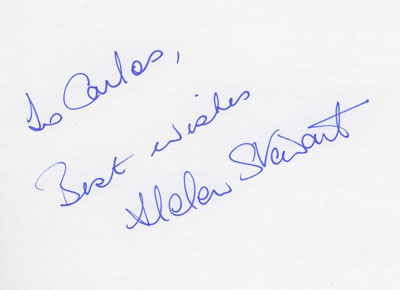 To Carlos,
Best wishes
Helen Stewart